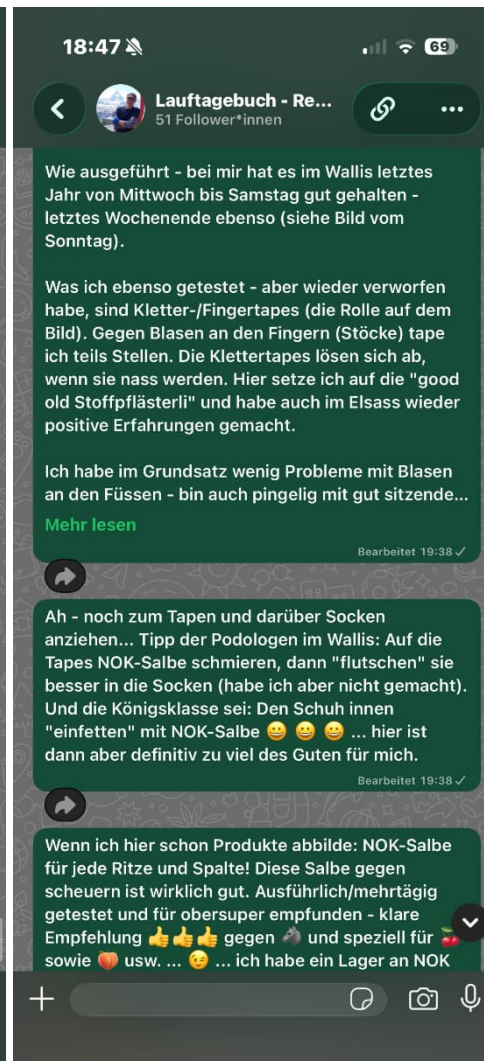 18:47
69
Lauftagebuch - Re...
51 Follower*innen
Wie ausgeführt - bei mir hat es im Wallis letztes
Jahr von Mittwoch bis Samstag gut gehalten -
letztes Wochenende ebenso (siehe Bild vom
Sonntag).
Was ich ebenso getestet - aber wieder verworfen
habe, sind Kletter-/Fingertapes (die Rolle auf dem
Bild). Gegen Blasen an den Fingern (Stöcke) tape
ich teils Stellen. Die Klettertapes lösen sich ab,
wenn sie nass werden. Hier setze ich auf die "good
old Stoffpflästerli" und habe auch im Elsass wieder
positive Erfahrungen gemacht.
Ich habe im Grundsatz wenig Probleme mit Blasen
an den Füssen - bin auch pingelig mit gut sitzende...
Mehr lesen
Bearbeitet 19:38 ✓
Ah - noch zum Tapen und darüber Socken
anziehen... Tipp der Podologen im Wallis: Auf die
Tapes NOK-Salbe schmieren, dann "flutschen" sie
besser in die Socken (habe ich aber nicht gemacht).
Und die Königsklasse sei: Den Schuh innen
"einfetten" mit NOK-Salbe 😀 😀 😀 ... hier ist
dann aber definitiv zu viel des Guten für mich.
Bearbeitet 19:38 ✓
Wenn ich hier schon Produkte abbilde: NOK-Salbe
für jede Ritze und Spalte! Diese Salbe gegen
scheuern ist wirklich gut. Ausführlich/mehrtägig
getestet und für obersuper empfunden - klare
Empfehlung 👍👍👍 gegen 🐺 und speziell für 🍒
sowie 🍑 usw. ... 😉 ... ich habe ein Lager an NOK